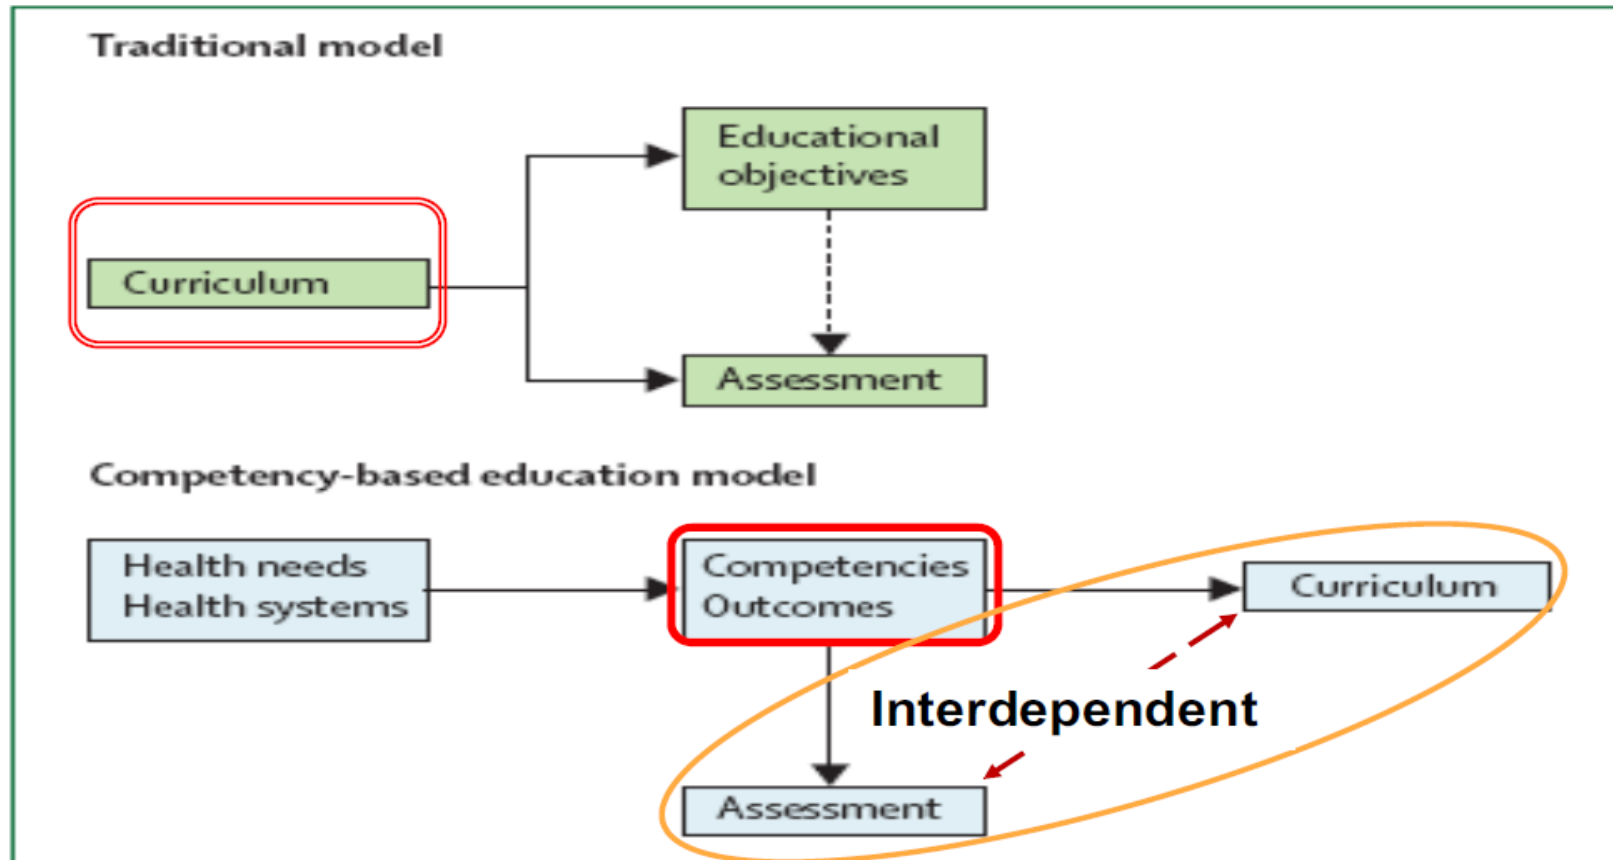 Traditional model
Educational
objectives
Curriculum
Assessment
Competency-based education model
Health needs
Health systems
Competencies
Outcomes
Curriculum
Interdependent
Assessment